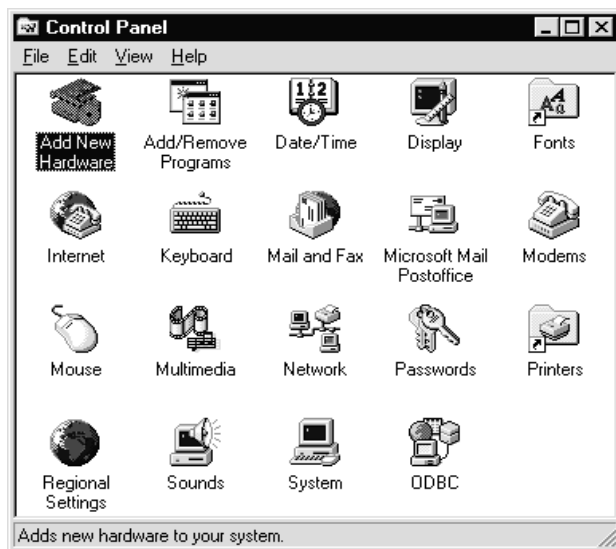 Control Panel
File Edit View Help
Add New Hardware
Add/Remove Programs
Date/Time
Display
Fonts
Internet
Keyboard
Mail and Fax
Microsoft Mail Postoffice
Modems
Mouse
Multimedia
Network
Passwords
Printers
Regional Settings
Sounds
System
ODBC
Adds new hardware to your system.